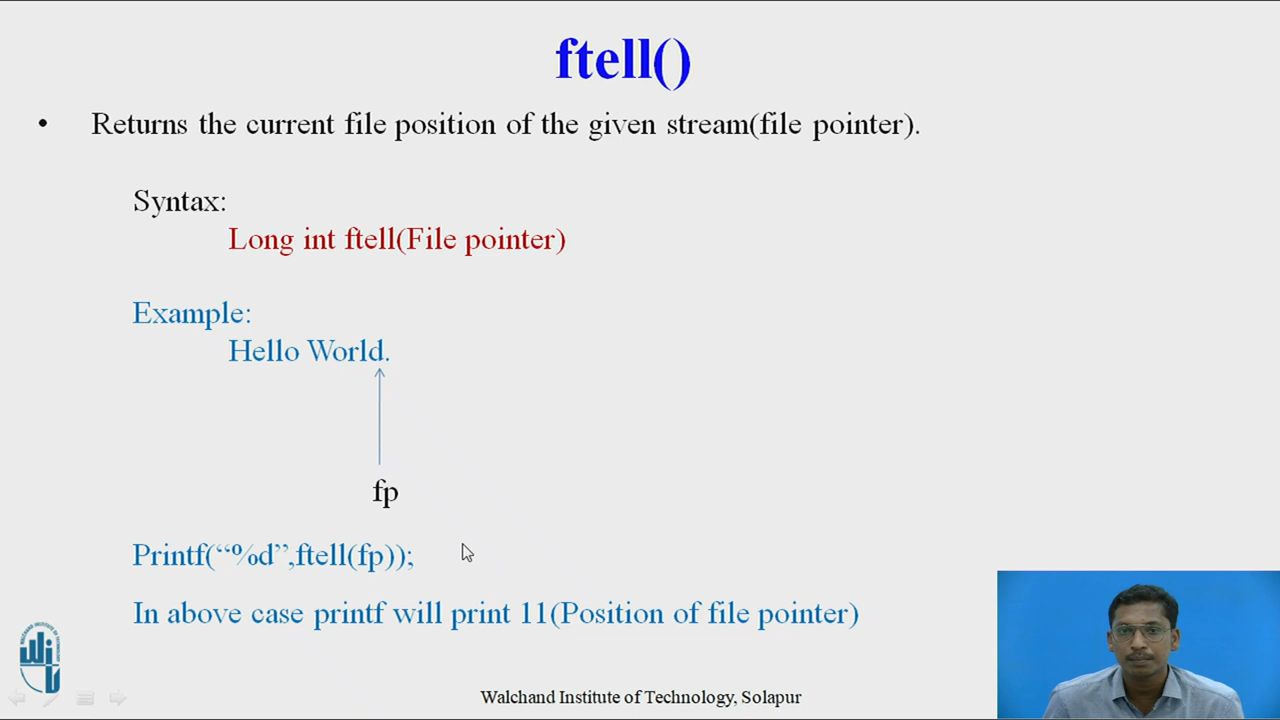 ftell()
• Returns the current file position of the given stream(file pointer).
Syntax:
Long int ftell(File pointer)
Example:
Hello World.
fp
Printf(“%d”,ftell(fp));
In above case printf will print 11(Position of file pointer)
Walchand Institute of Technology, Solapur